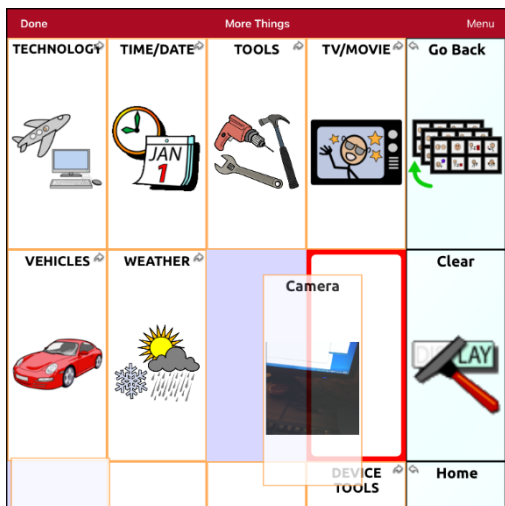 Done More Things Menu
TECHNOLOGY TIME/DATE TOOLS TV/MOVIE Go Back
JAN
1
VEHICLES WEATHER Camera Clear
DISPLAY
DEVICE TOOLS Home